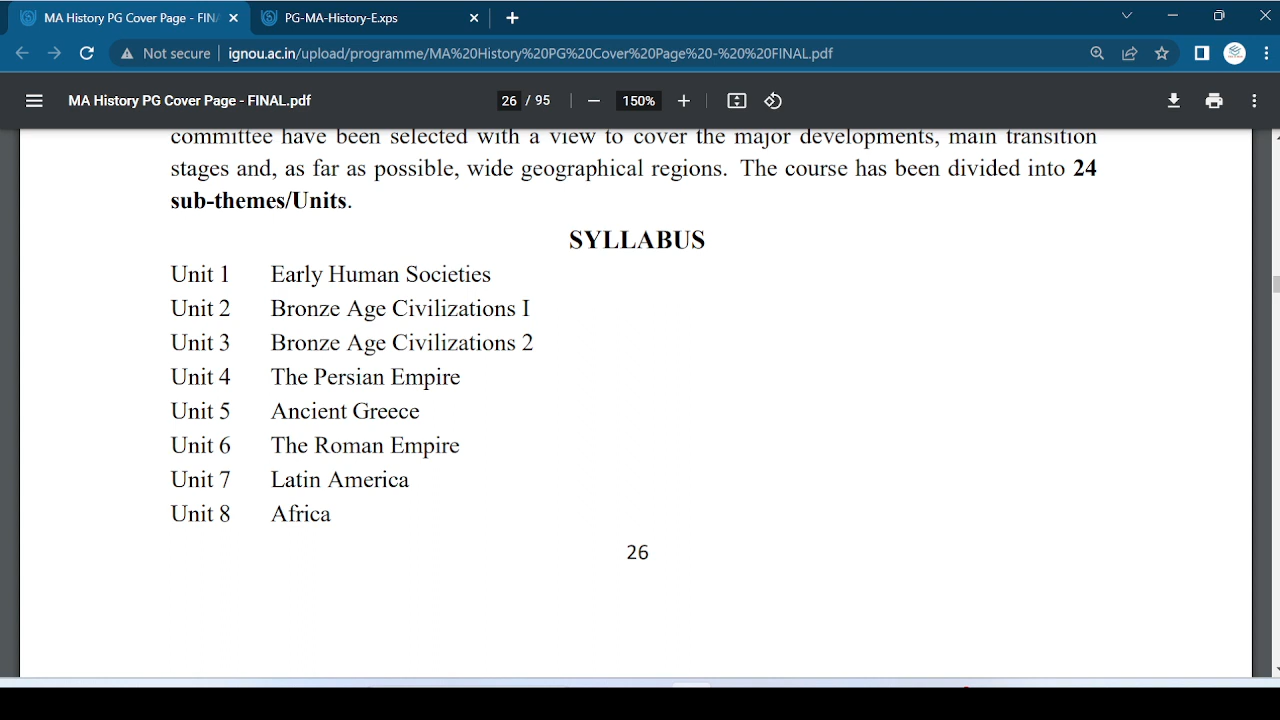 MA History PG Cover Page - FIN
PG-MA-History-E.xps
Not secure ignou.ac.in/upload/programme/MA%20History%20PG%20Cover%20Page%20-%20%20FINAL.pdf
MA History PG Cover Page - FINAL.pdf 26 / 95 150%
committee have been selected with a view to cover the major developments, main transition
stages and, as far as possible, wide geographical regions. The course has been divided into 24
sub-themes/Units.
SYLLABUS
Unit 1 Early Human Societies
Unit 2 Bronze Age Civilizations I
Unit 3 Bronze Age Civilizations 2
Unit 4 The Persian Empire
Unit 5 Ancient Greece
Unit 6 The Roman Empire
Unit 7 Latin America
Unit 8 Africa
26